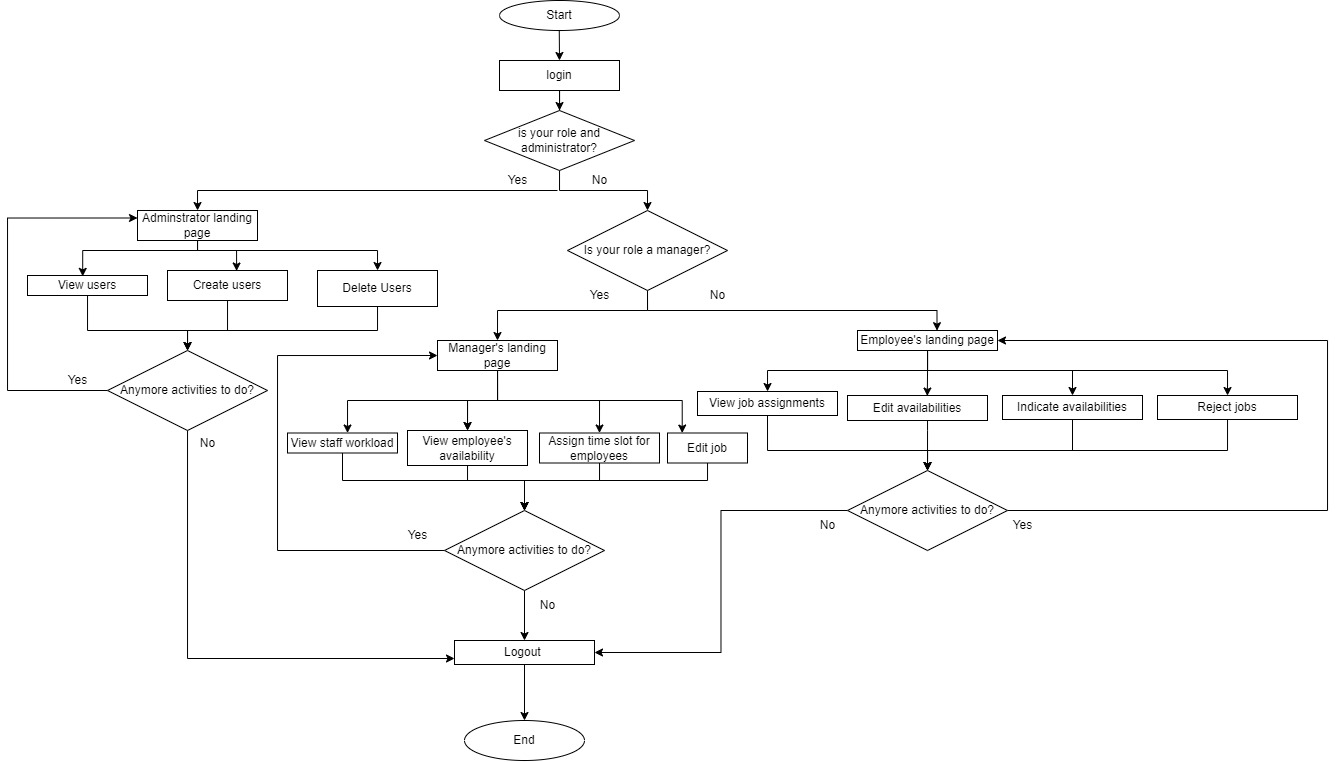 Start
login
is your role and
administrator?
Yes
No
Adminstrator landing
page
Is your role a manager?
View users
Create users
Delete Users
Yes
No
Employee's landing page
Manager's landing
page
Anymore activities to do?
Yes
No
View job assignments
Edit availabilities
Indicate availabilities
Reject jobs
View staff workload
View employee's
availability
Assign time slot for
employees
Edit job
Anymore activities to do?
No
Yes
Yes
Anymore activities to do?
No
Logout
End